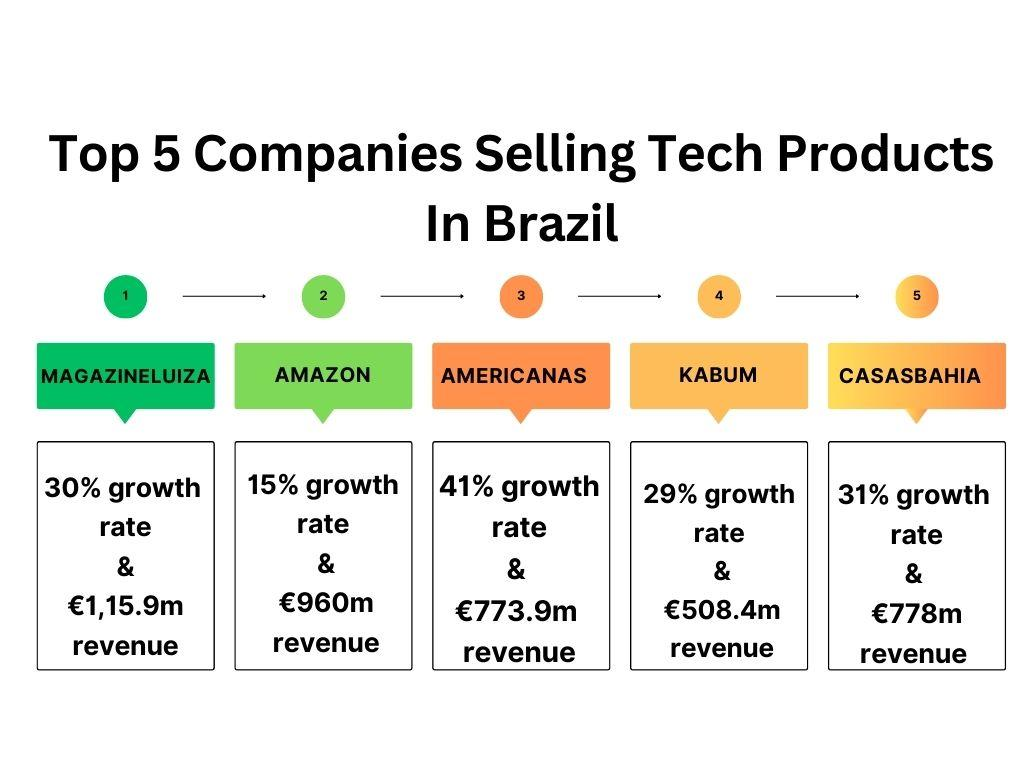 Top 5 Companies Selling Tech Products
In Brazil
1
2
3
4
5
MAGAZINELUIZA
AMAZON
AMERICANAS
KABUM
CASASBAHIA
30% growth
rate
&
€1,15.9m
revenue
15% growth
rate
&
€960m
revenue
41% growth
rate
&
€773.9m
revenue
29% growth
rate
&
€508.4m
revenue
31% growth
rate
&
€778m
revenue